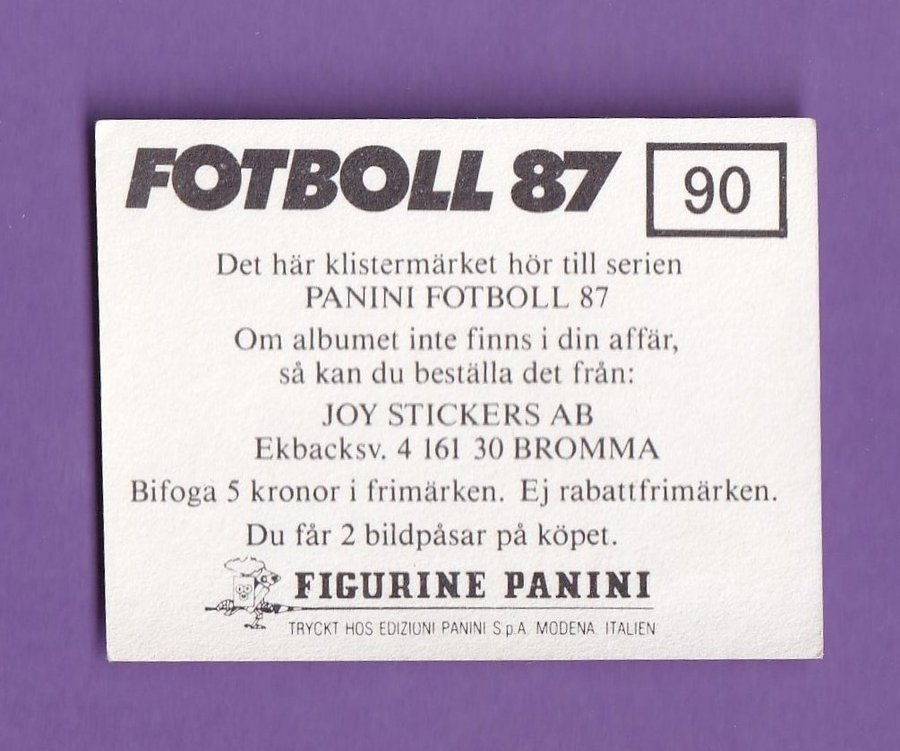 FOTBOLL 87
90
Det här klistermärket hör till serien
PANINI FOTBOLL 87
Om albumet inte finns i din affär,
så kan du beställa det från:
JOY STICKERS AB
Ekbacksv. 4 161 30 BROMMA
Bifoga 5 kronor i frimärken. Ej rabattfrimärken.
Du får 2 bildpåsar på köpet.
FIGURINE PANINI
TRYCKT HOS EDIZIONI PANINI S.p.A. MODENA. ITALIEN